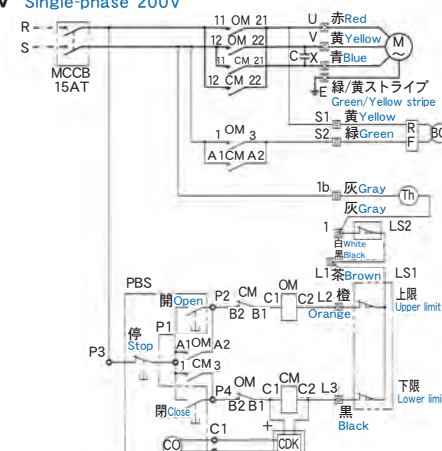 V Single-phase 200V
R
S
MCCB
15AT
11 OM 21
12 OM 22
11 CM 21
12 CM 22
U 赤Red
V 黄Yellow
C X 青Blue
M
~
E 緑/黄ストライプ
Green/Yellow stripe
S1 黄Yellow
S2 緑Green
R
F
1 OM 3
A1CM A2
1b 灰Gray
Th
灰Gray
1
LS2
白White
黒Black
L1 茶Brown LS1
PBS
開Open
P2 CM C1 OM C2 L2 橙
B2 B1
Orange
上限
Upper limit
停
Stop
P1
P3
A1OM A2
1 CM 3
P4 OM C1 CM C2 L3
B2 B1
閉Close
黒
Black
下限
Lower limi
C1
CO
+
CDK